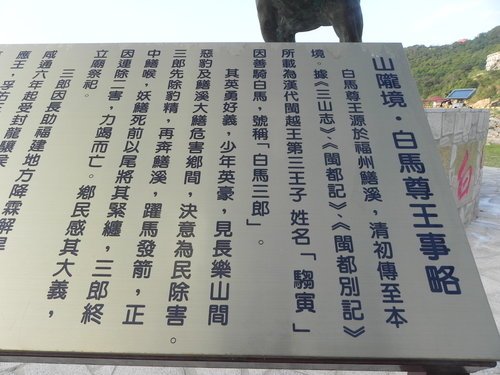 山隴境・白馬尊王事略
白馬尊王源於福州鱔溪，清初傳至本
境。據《三山志》、《閩都記》、《閩都別記》
所載為漢代閩越王第三王子 姓名「騶寅」
因善騎白馬，號稱「白馬三郎」。
其英勇好義，少年英豪，見長樂山間
惡豹及鱔溪大鱔危害鄉間，決意為民除害。
三郎先除豹精，再奔鱔溪，躍馬發箭，正
中鱔喉，妖鱔死前以尾將其緊纏，三郎終
因連除二害，力竭而亡。鄉民感其大義，
立廟祭祀。
三郎因長助福建地方降霖解旱
咸通六年起受封龍驤侯
應王，孚佑
白